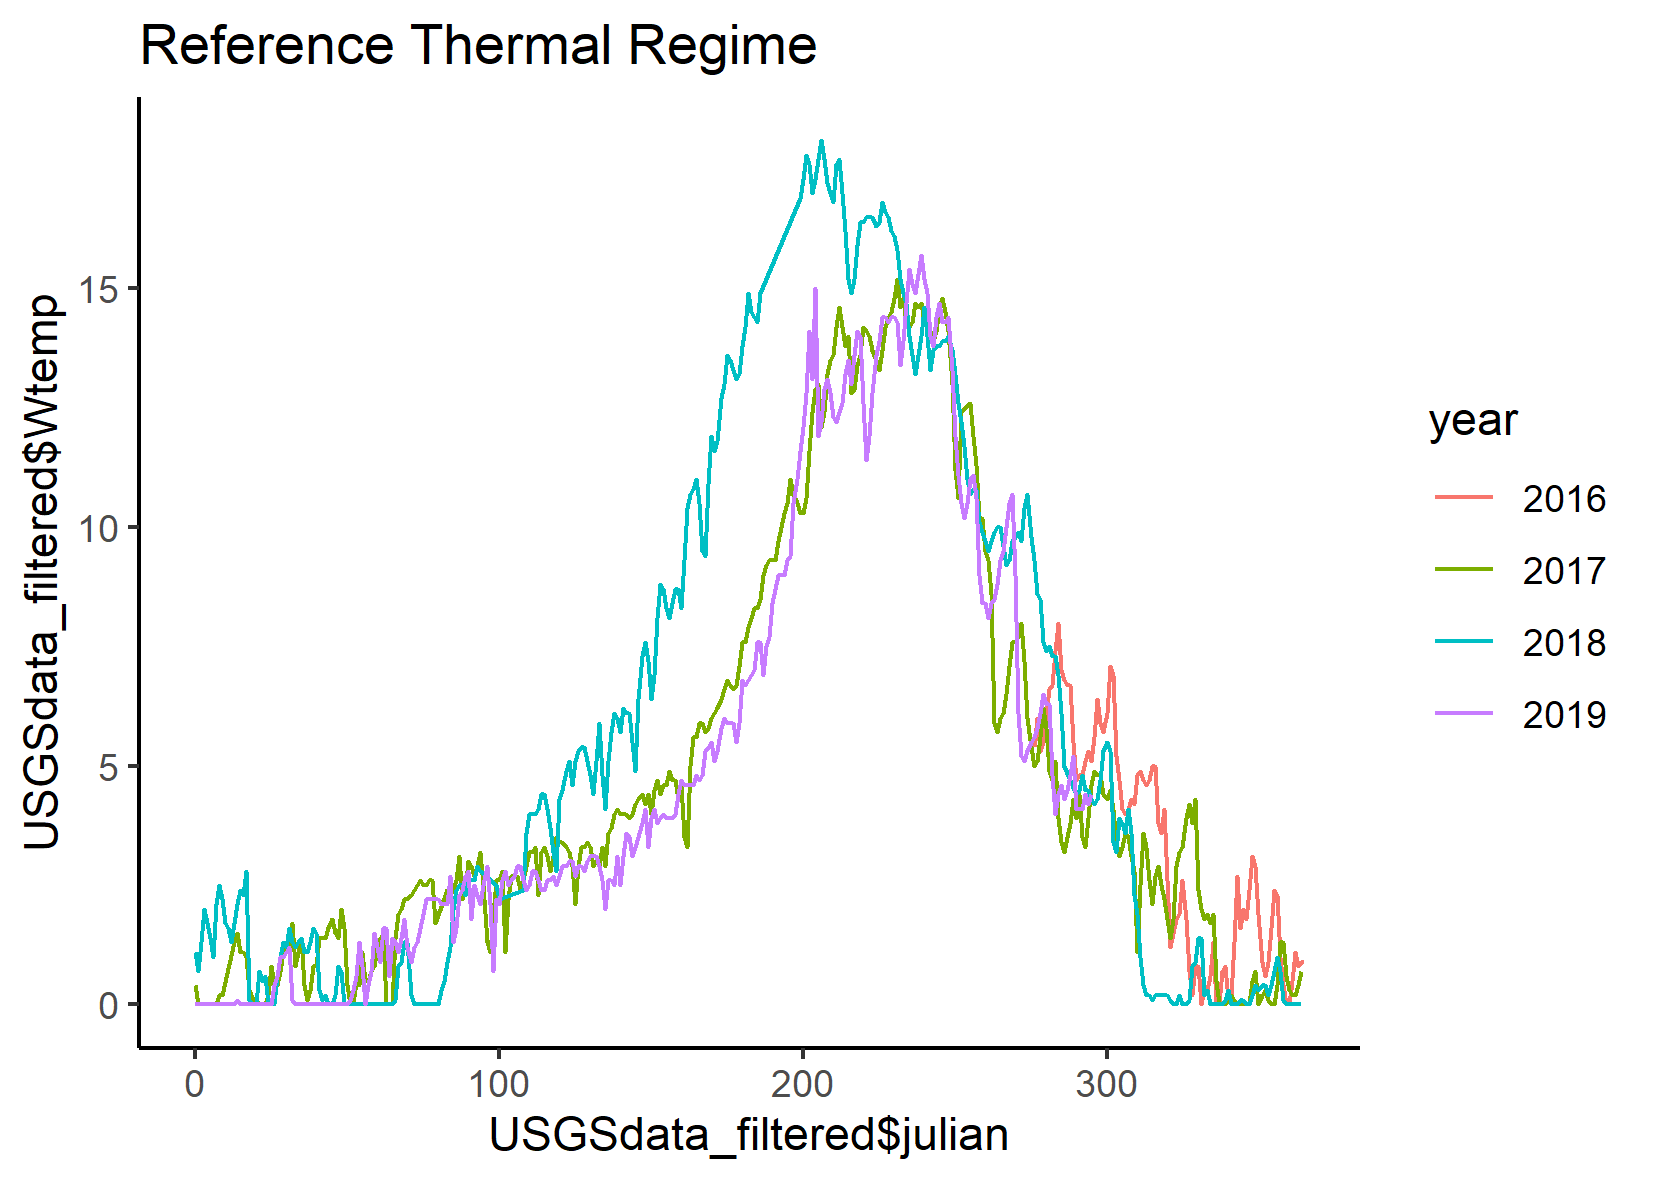 Reference Thermal Regime
USGSdata_filtered$Wtemp
15
10
5
0
0 100 200 300
USGSdata_filtered$julian
year
2016
2017
2018
2019